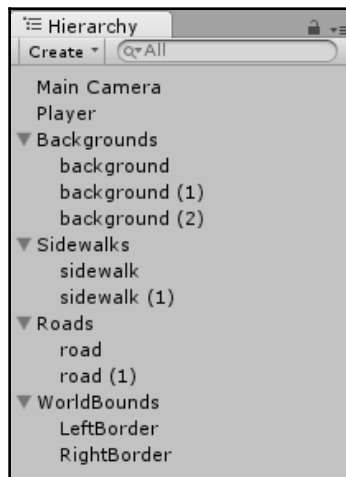 Hierarchy
Create All
Main Camera
Player
Backgrounds
background
background (1)
background (2)
Sidewalks
sidewalk
sidewalk (1)
Roads
road
road (1)
WorldBounds
LeftBorder
RightBorder